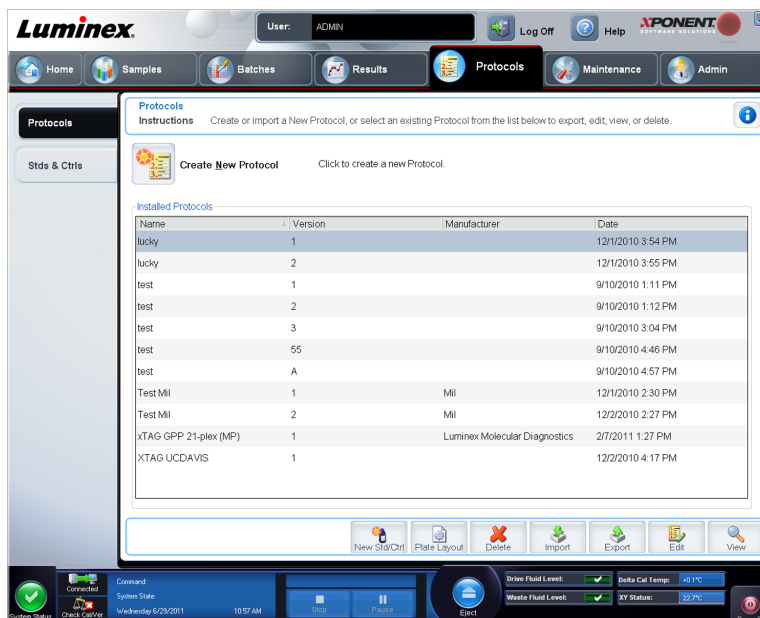 Luminex.
User: ADMIN Log Off Help XPONENT.
SOFTWARE SOLUTIONS
Home Samples Batches Results Protocols Maintenance Admin
Protocols
Stds & Ctrls
Protocols
Instructions Create or import a New Protocol, or select an existing Protocol from the list below to export, edit, view, or delete.
Create New Protocol Click to create a new Protocol.
Installed Protocols
Name Version Manufacturer Date
lucky 1 12/1/2010 3:54 PM
lucky 2 12/1/2010 3:55 PM
test 1 9/10/2010 1:11 PM
test 2 9/10/2010 1:12 PM
test 3 9/10/2010 3:04 PM
test 55 9/10/2010 4:46 PM
test A 9/10/2010 4:57 PM
Test Mil 1 Mil 12/1/2010 2:30 PM
Test Mil 2 Mil 12/2/2010 2:27 PM
xTAG GPP 21-plex (MP) 1 Luminex Molecular Diagnostics 2/7/2011 1:27 PM
XTAG UCDAVIS 1 12/2/2010 4:17 PM
New Std/Ctrl Plate Layout Delete Import Export Edit View
System Status
Connected
Check Cal/Ver
Command:
System State:
Wednesday 6/29/2011 10:57 AM
Stop Pause
Eject
Drive Fluid Level: Delta Cal Temp: +0.1°C
Waste Fluid Level: XY Status: 22.7°C